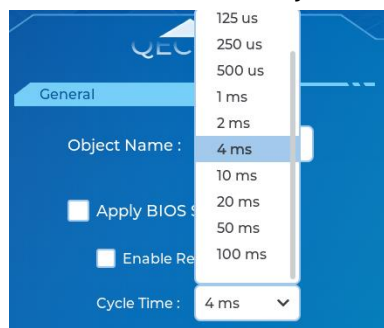 125 us
QEC
250 us
500 us
General
1 ms
2 ms
Object Name :
4 ms
10 ms
20 ms
Apply BIOS
50 ms
Enable Re
100 ms
Cycle Time :
4 ms